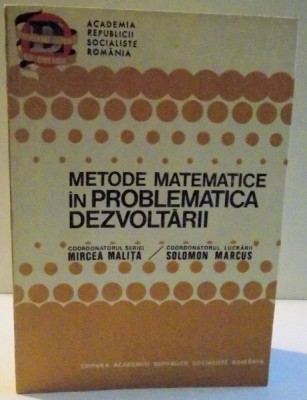 ACADEMIA
REPUBLICII
SOCIALISTE
ROMÂNIA
METODE MATEMATICE
în PROBLEMATICA
DEZVOLTĂRII
COORDONATORUL SERIEI
MIRCEA MALIȚA
COORDONATORUL LUCRĂRII
SOLOMON MARCUS
EDITURA ACADEMIEI REPUBLICII SOCIALISTE ROMÂNIA